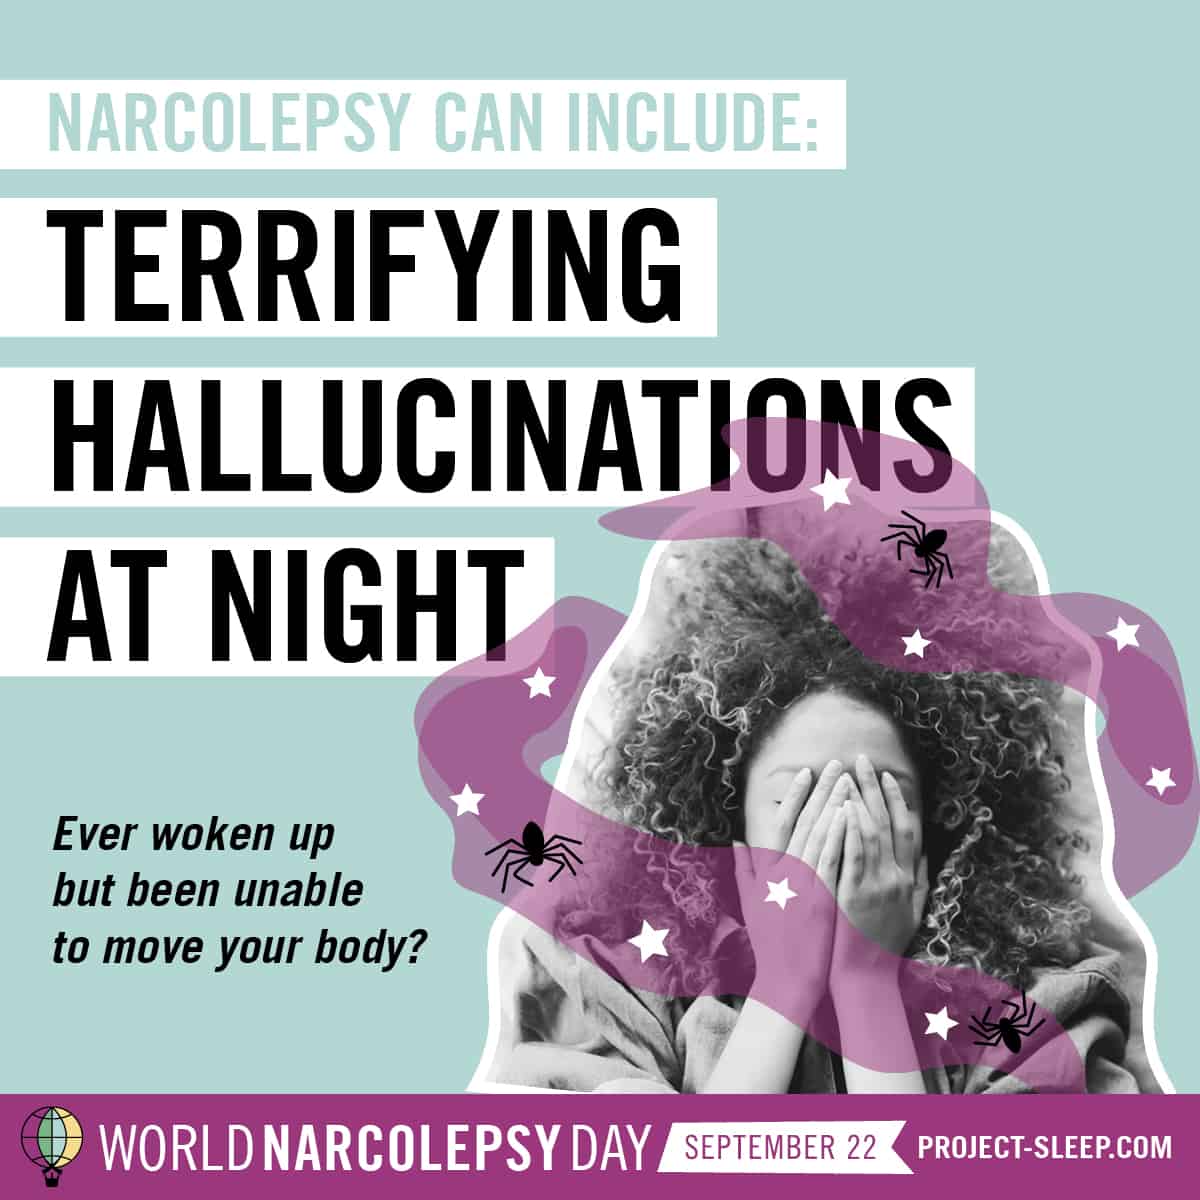 NARCOLEPSY CAN INCLUDE:
TERRIFYING
HALLUCINATIONS
AT NIGHT
Ever woken up
but been unable
to move your body?
WORLD NARCOLEPSY DAY SEPTEMBER 22 PROJECT-SLEEP.COM